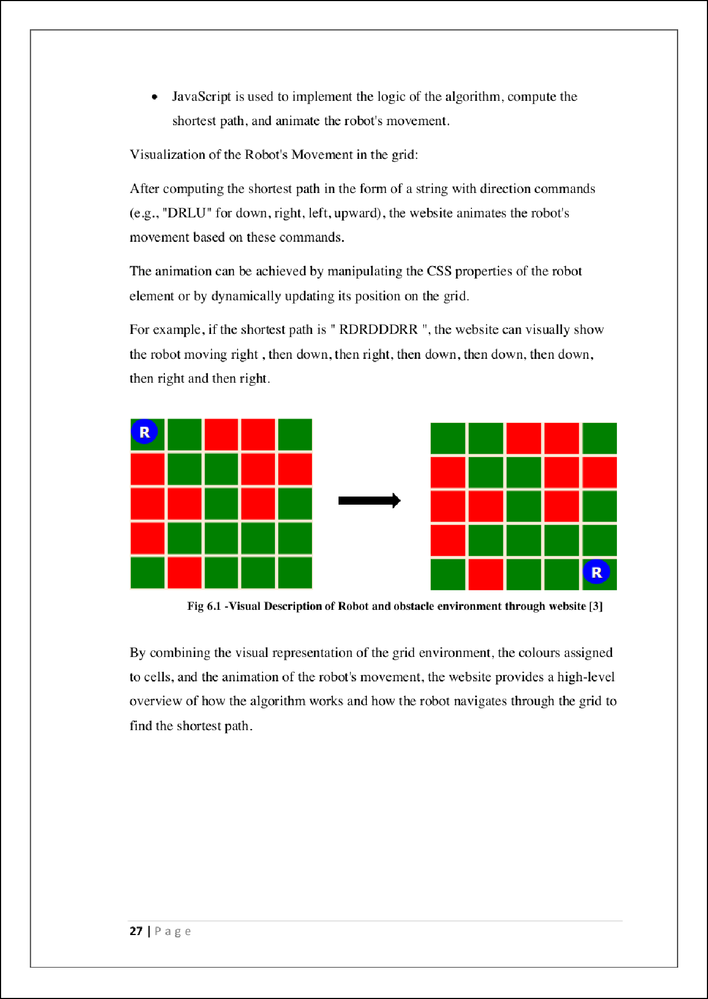 • JavaScript is used to implement the logic of the algorithm, compute the
shortest path, and animate the robot's movement.
Visualization of the Robot's Movement in the grid:
After computing the shortest path in the form of a string with direction commands
(e.g., "DRLU" for down, right, left, upward), the website animates the robot's
movement based on these commands.
The animation can be achieved by manipulating the CSS properties of the robot
element or by dynamically updating its position on the grid.
For example, if the shortest path is " RDRDDDRR ", the website can visually show
the robot moving right , then down, then right, then down, then down, then down,
then right and then right.
R
R
Fig 6.1 -Visual Description of Robot and obstacle environment through website [3]
By combining the visual representation of the grid environment, the colours assigned
to cells, and the animation of the robot's movement, the website provides a high-level
overview of how the algorithm works and how the robot navigates through the grid to
find the shortest path.
27 | P a g e